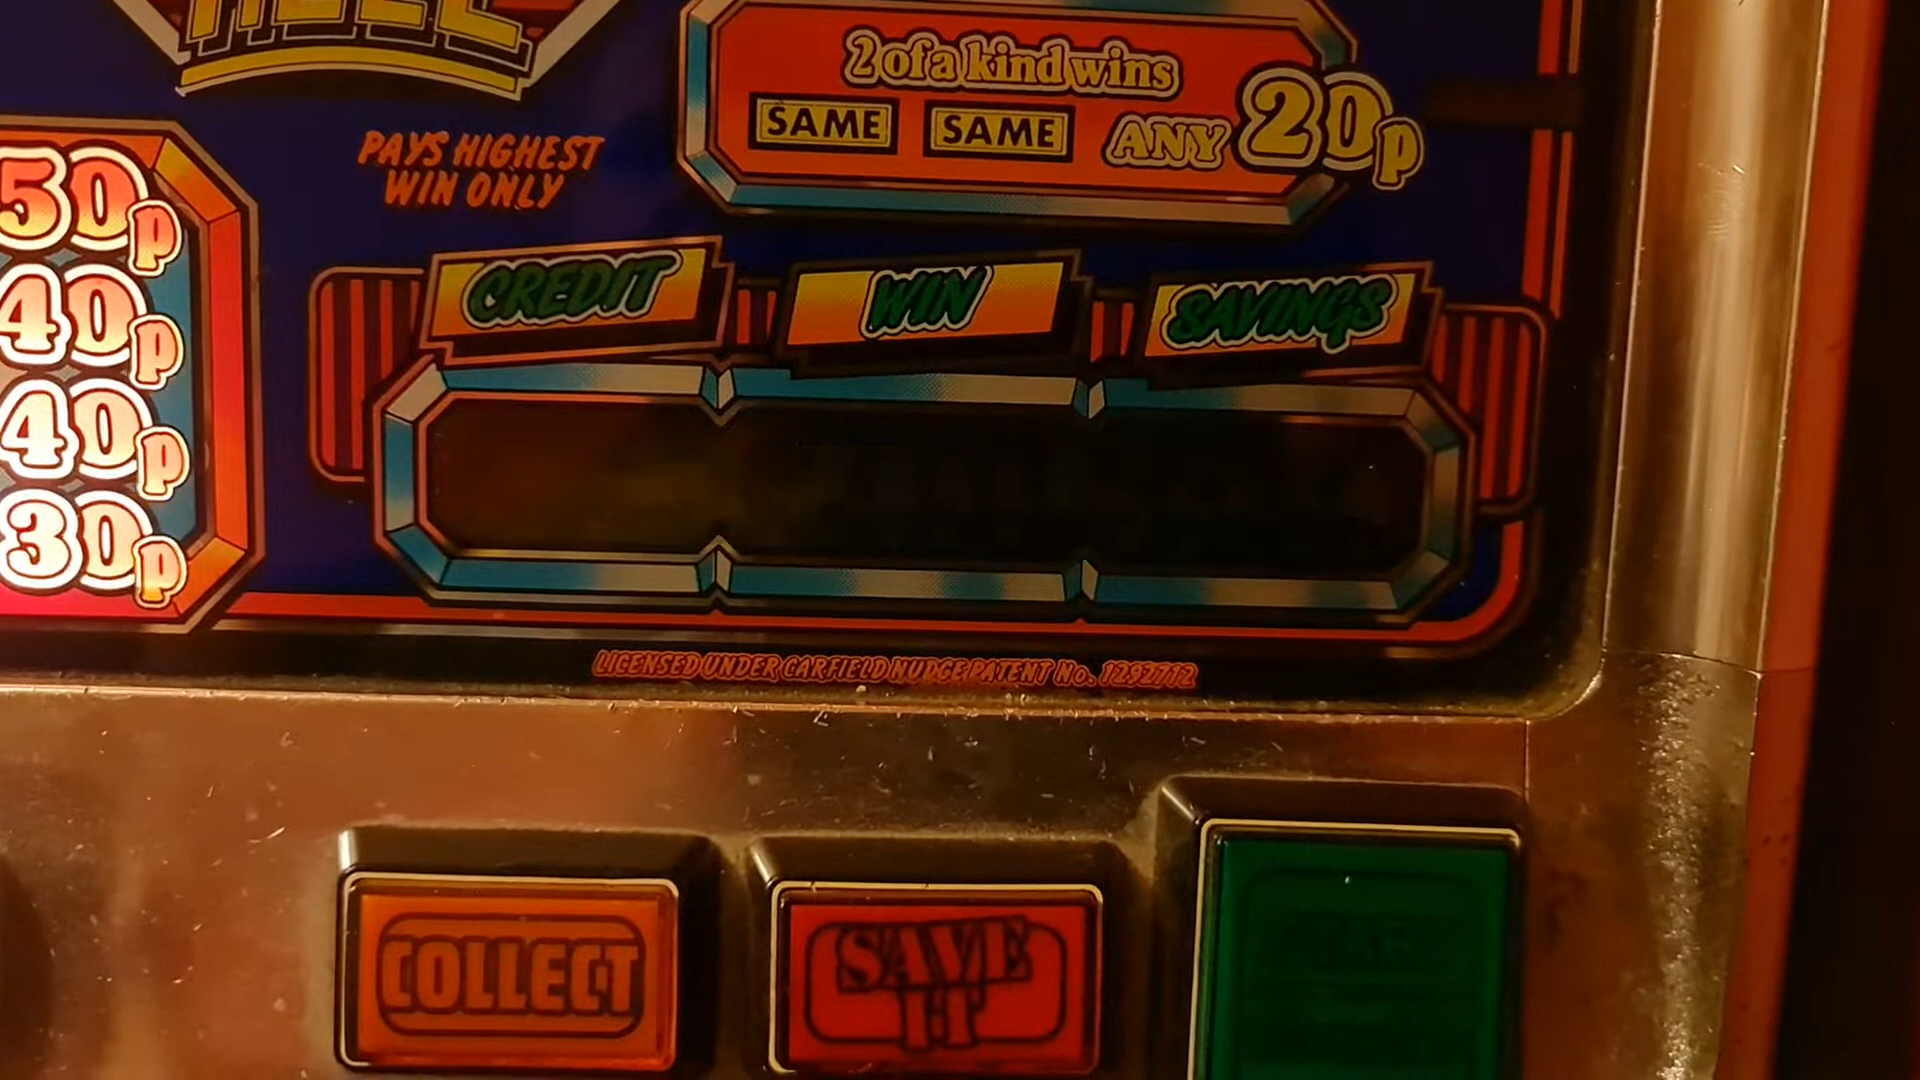 2 of a kind wins
SAME SAME ANY 20p
PAYS HIGHEST
WIN ONLY
50p
40p
40p
30p
CREDIT WIN SAVINGS
LICENSED UNDER GARFIELD NUDGE PATENT No. 1292712
COLLECT
SAVE
IT